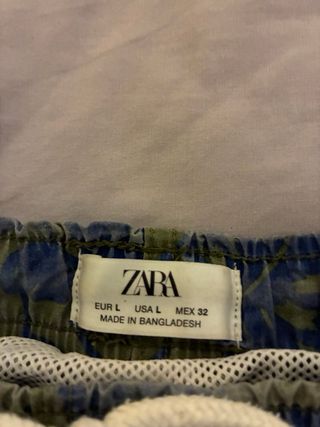 ZARA
EUR L USA L MEX 32
MADE IN BANGLADESH